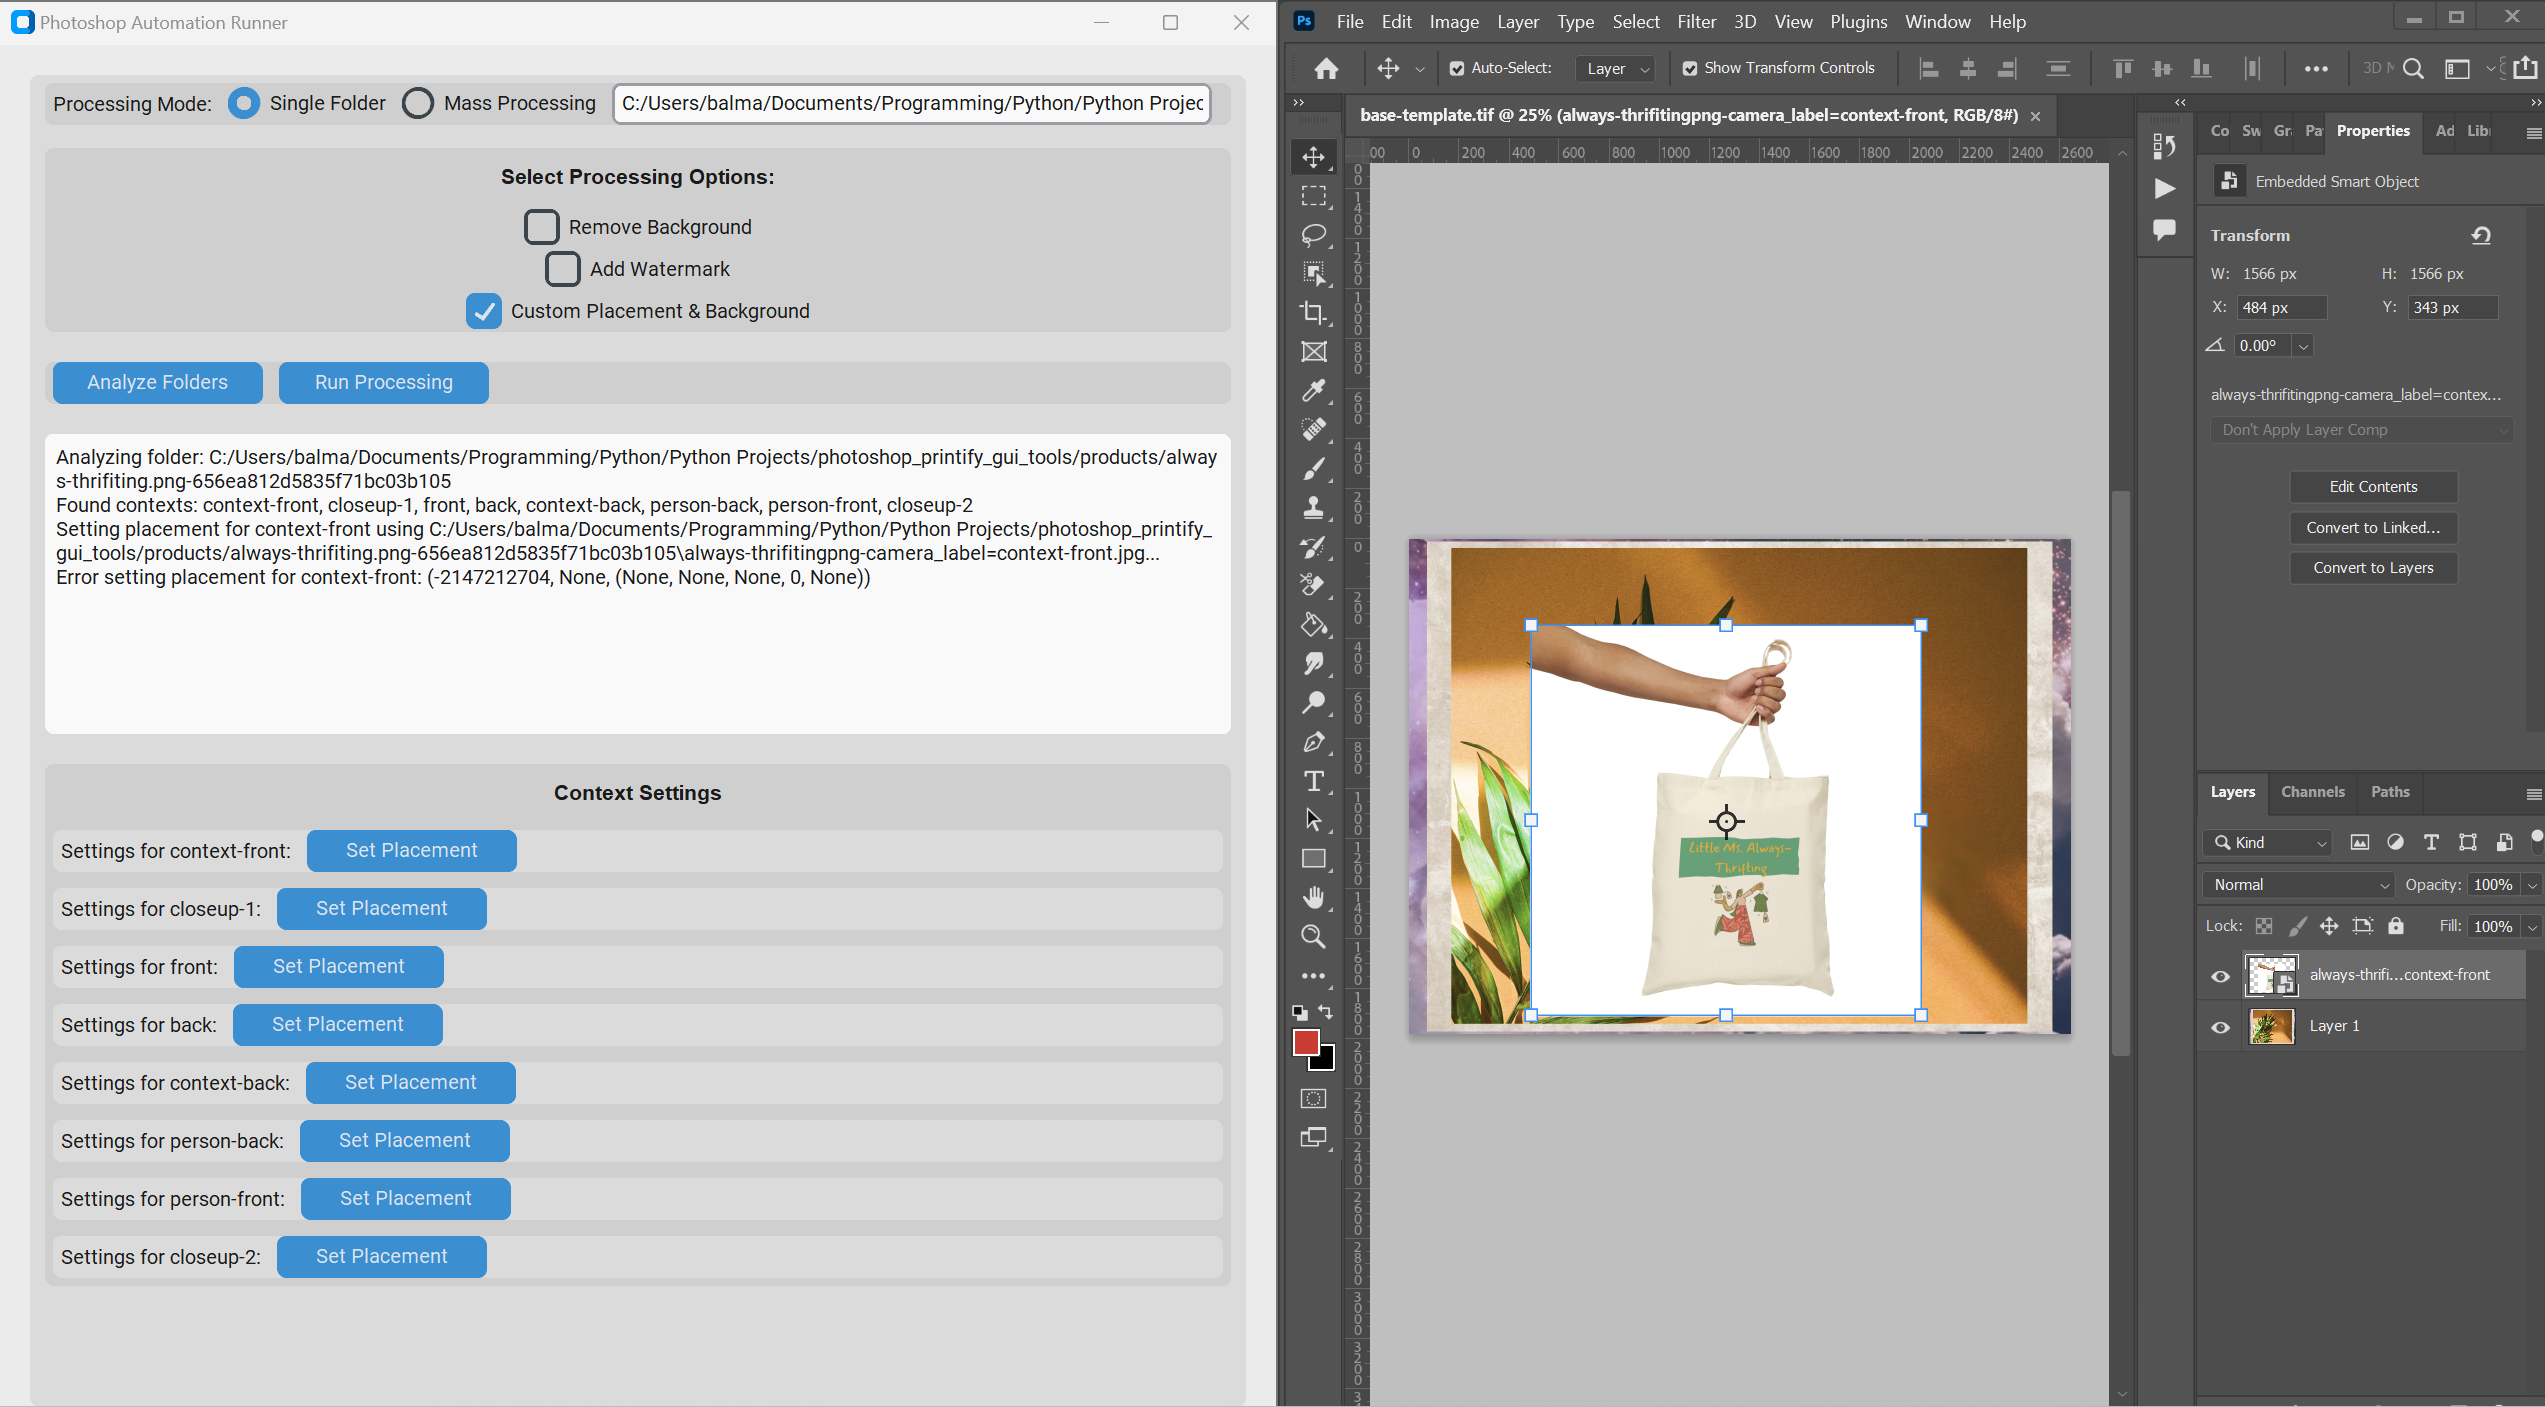 Photoshop Automation Runner
Processing Mode: Single Folder Mass Processing C:/Users/balma/Documents/Programming/Python/Python Projec
Select Processing Options:
Remove Background
Add Watermark
Custom Placement & Background
Analyze Folders Run Processing
Analyzing folder: C:/Users/balma/Documents/Programming/Python/Python Projects/photoshop_printify_gui_tools/products/alway
s-thrifiting.png-656ea812d5835f71bc03b105
Found contexts: context-front, closeup-1, front, back, context-back, person-back, person-front, closeup-2
Setting placement for context-front using C:/Users/balma/Documents/Programming/Python/Python Projects/photoshop_printify_
gui_tools/products/always-thrifiting.png-656ea812d5835f71bc03b105\always-thrifitingpng-camera_label=context-front.jpg...
Error setting placement for context-front: (-2147212704, None, (None, None, None, 0, None))
Context Settings
Settings for context-front: Set Placement
Settings for closeup-1: Set Placement
Settings for front: Set Placement
Settings for back: Set Placement
Settings for context-back: Set Placement
Settings for person-back: Set Placement
Settings for person-front: Set Placement
Settings for closeup-2: Set Placement
Ps File Edit Image Layer Type Select Filter 3D View Plugins Window Help
Auto-Select: Layer Show Transform Controls 3D M
base-template.tif @ 25% (always-thrifitingpng-camera_label=context-front, RGB/8#)
00 0 200 400 600 800 1000 1200 1400 1600 1800 2000 2200 2400 2600
Little Ms. Always-
Thrifting
Co Sw Gr Pa Properties Ad Lib
Embedded Smart Object
Transform
W: 1566 px H: 1566 px
X: 484 px Y: 343 px
0.00°
always-thrifitingpng-camera_label=contex...
Don't Apply Layer Comp
Edit Contents
Convert to Linked...
Convert to Layers
Layers Channels Paths
Kind
Normal Opacity: 100%
Lock: Fill: 100%
always-thrifi...context-front
Layer 1